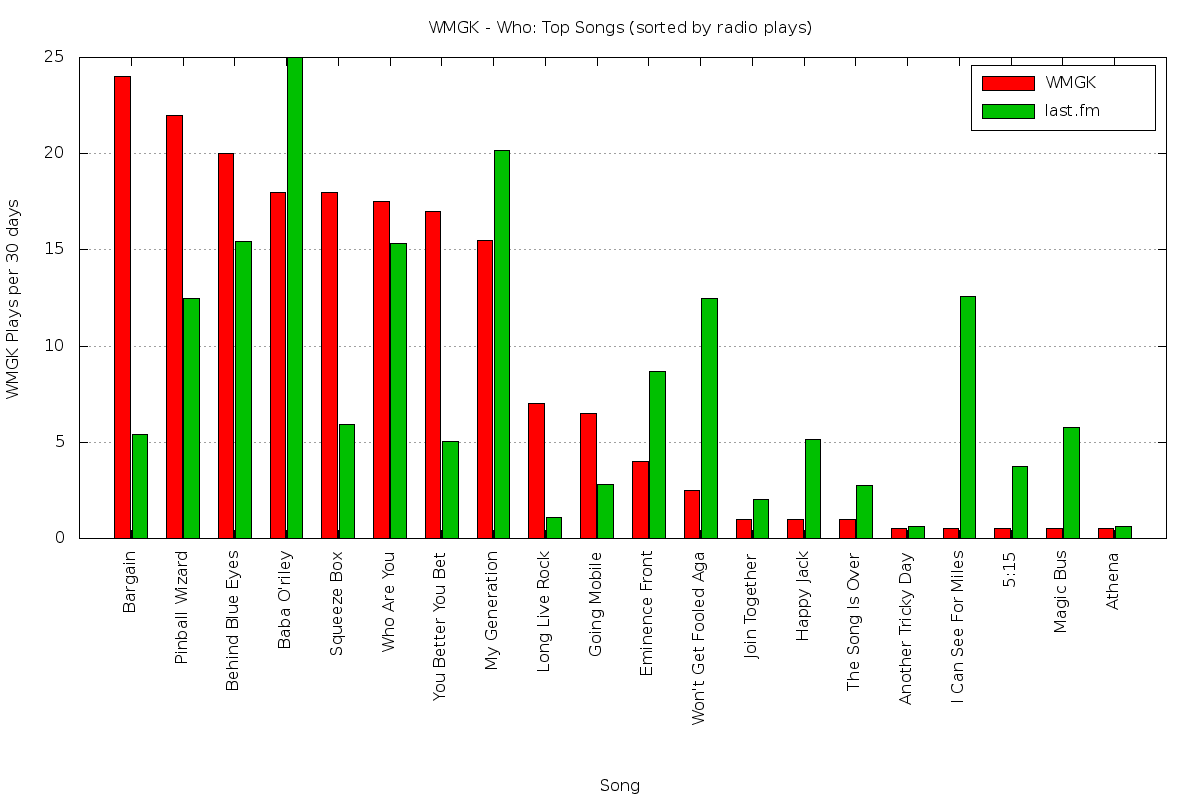 WMGK - Who: Top Songs (sorted by radio plays)
WMGK
last.fm
WMGK Plays per 30 days
25
20
15
10
5
0
Bargain
Pinball Wizard
Behind Blue Eyes
Baba O'riley
Squeeze Box
Who Are You
You Better You Bet
My Generation
Long Live Rock
Going Mobile
Eminence Front
Won't Get Fooled Aga
Join Together
Happy Jack
The Song Is Over
Another Tricky Day
I Can See For Miles
5:15
Magic Bus
Athena
Song